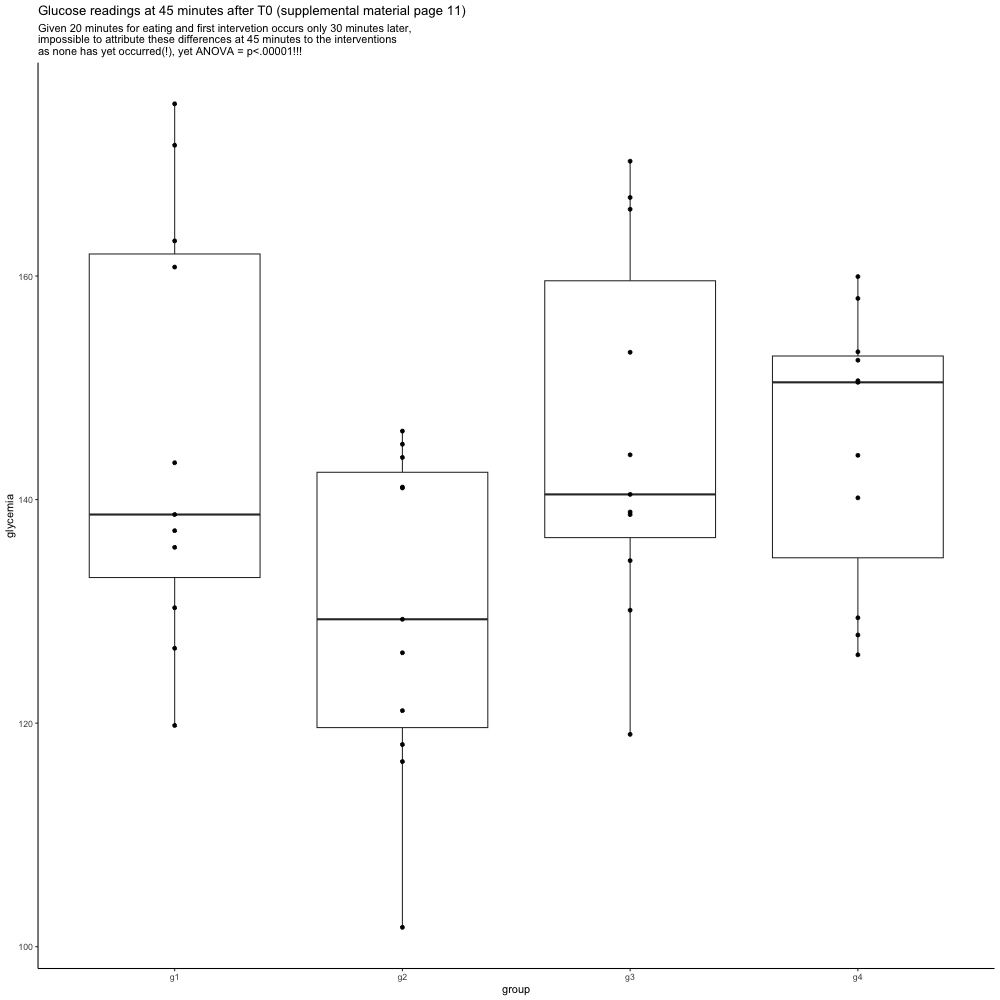 Glucose readings at 45 minutes after T0 (supplemental material page 11)
Given 20 minutes for eating and first intervetion occurs only 30 minutes later,
impossible to attribute these differences at 45 minutes to the interventions
as none has yet occurred(!), yet ANOVA = p<.00001!!!
160
140
120
100
glycemia
g1
g2
g3
g4
group